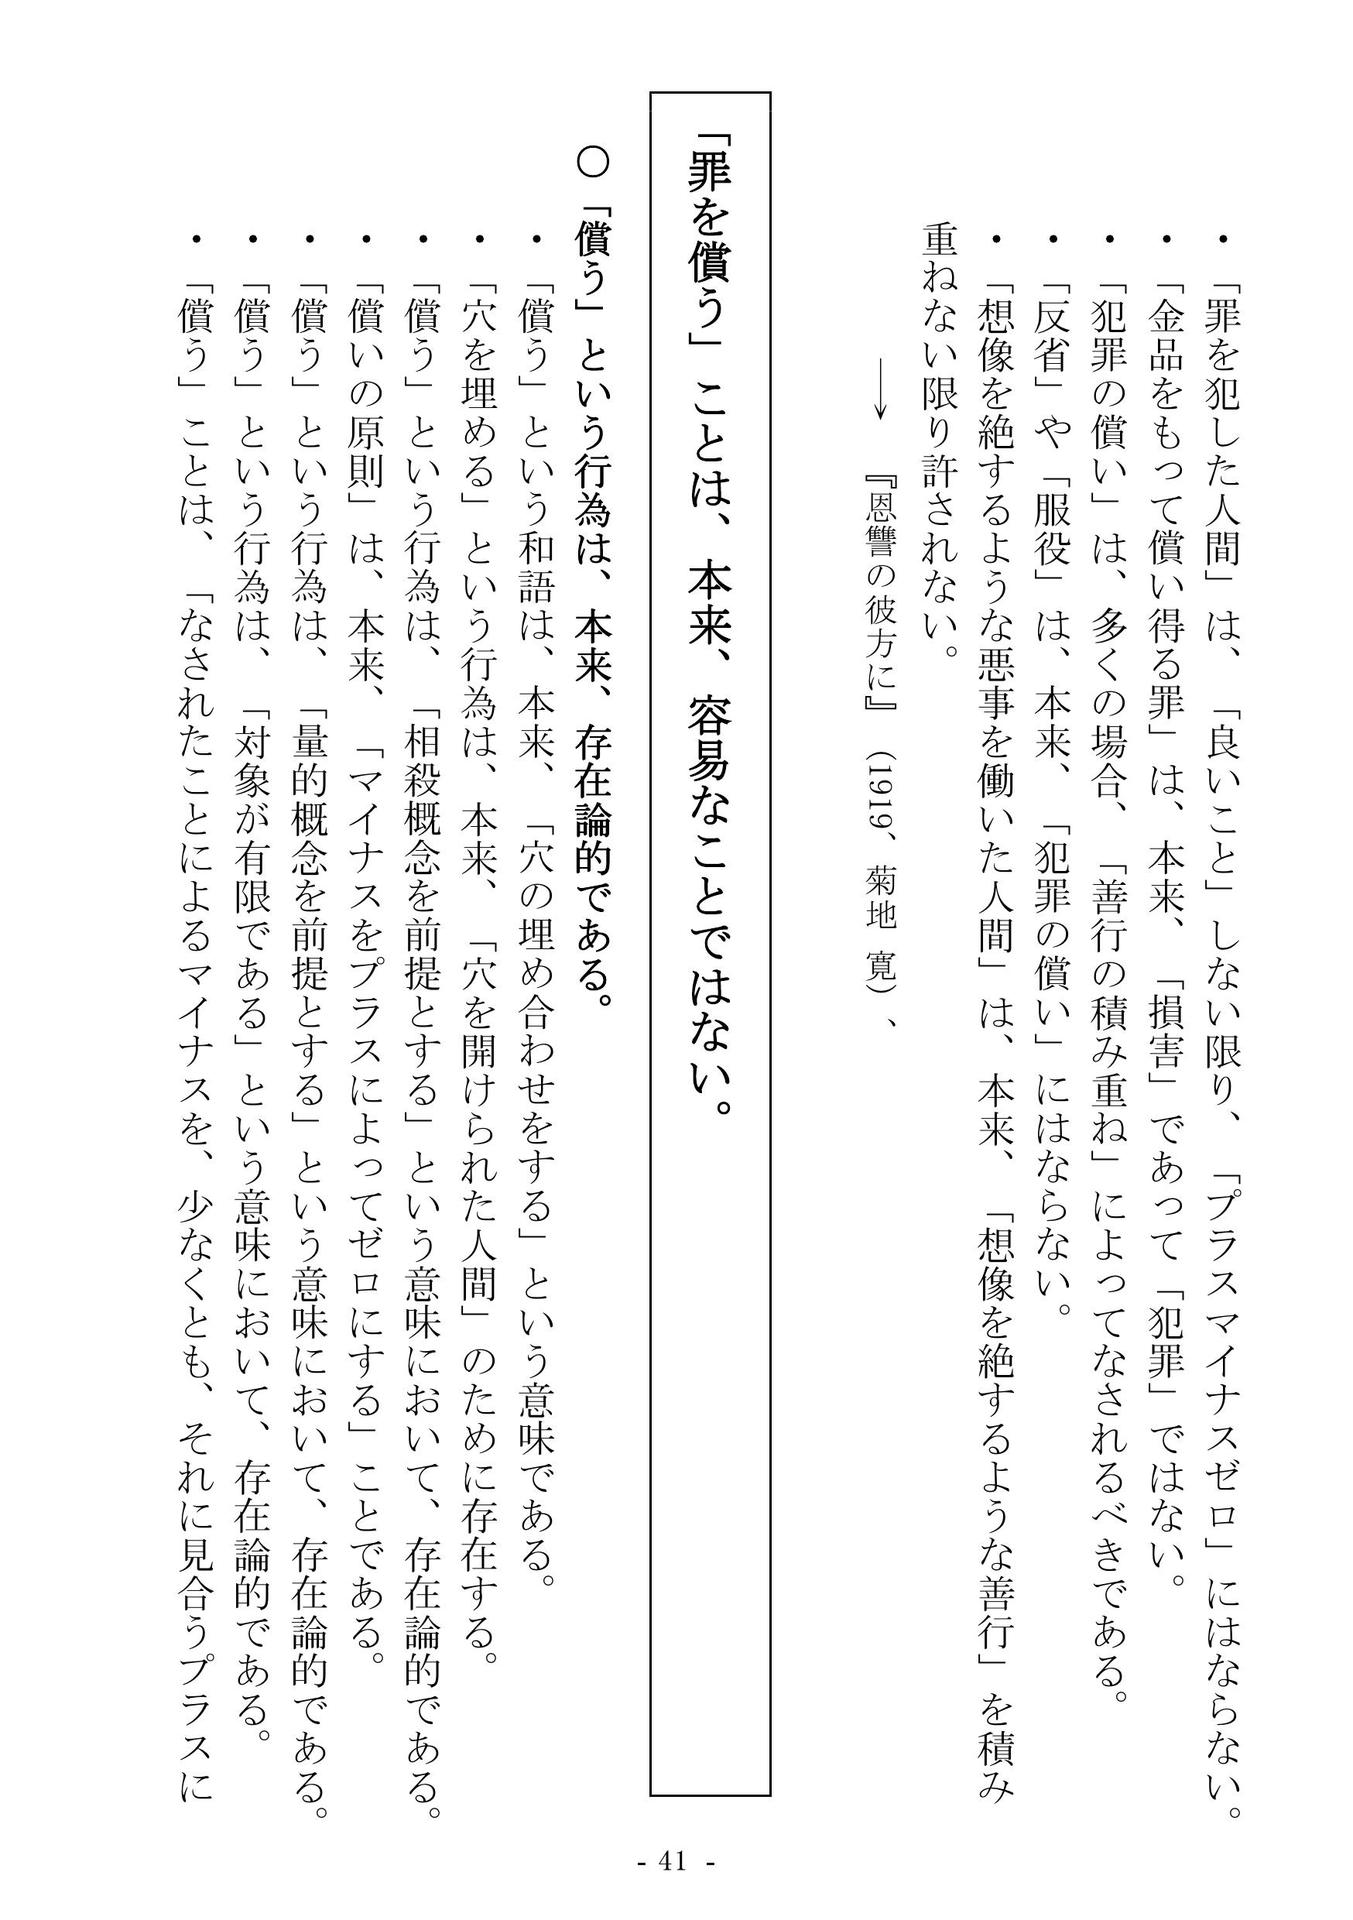 ・「罪を犯した人間」は、「良いこと」しない限り、「プラスマイナスゼロ」にはならない。
・「金品をもって償い得る罪」は、本来、「損害」であって「犯罪」ではない。
・「犯罪の償い」は、多くの場合、「善行の積み重ね」によってなされるべきである。
・「反省」や「服役」は、本来、「犯罪の償い」にはならない。
・「想像を絶するような悪事を働いた人間」は、本来、「想像を絶するような善行」を積み
重ねない限り許されない。
→　『恩讐の彼方に』（1919、菊地 寛）、
「罪を償う」ことは、本来、容易なことではない。
○「償う」という行為は、本来、存在論的である。
・「償う」という和語は、本来、「穴の埋め合わせをする」という意味である。
・「穴を埋める」という行為は、本来、「穴を開けられた人間」のために存在する。
・「償う」という行為は、「相殺概念を前提とする」という意味において、存在論的である。
・「償いの原則」は、本来、「マイナスをプラスによってゼロにする」ことである。
・「償う」という行為は、「量的概念を前提とする」という意味において、存在論的である。
・「償う」という行為は、「対象が有限である」という意味において、存在論的である。
・「償う」ことは、「なされたことによるマイナスを、少なくとも、それに見合うプラスに
- 41 -